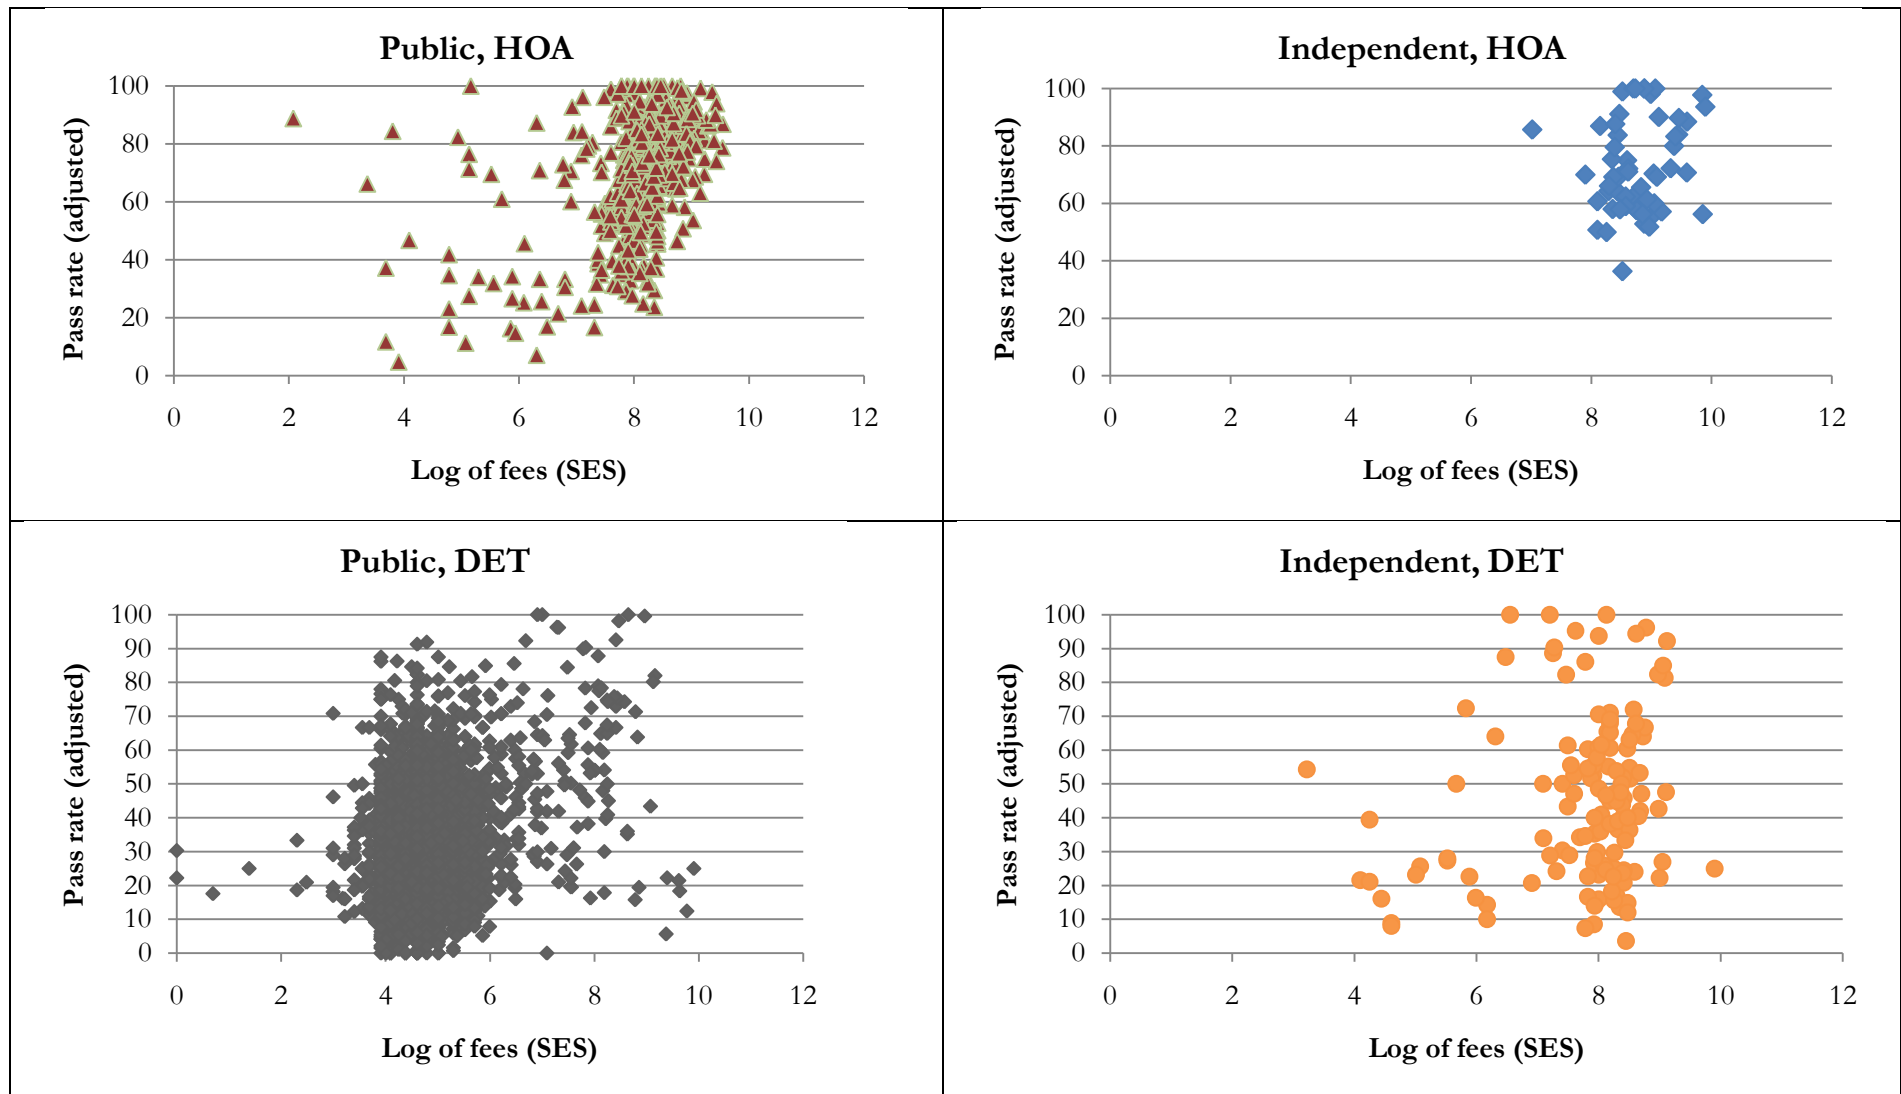 Public, HOA
Pass rate (adjusted)
100
80
60
40
20
0
0 2 4 6 8 10 12
Log of fees (SES)
Independent, HOA
Pass rate (adjusted)
100
80
60
40
20
0
0 2 4 6 8 10 12
Log of fees (SES)
Public, DET
Pass rate (adjusted)
100
90
80
70
60
50
40
30
20
10
0
0 2 4 6 8 10 12
Log of fees (SES)
Independent, DET
Pass rate (adjusted)
100
90
80
70
60
50
40
30
20
10
0
0 2 4 6 8 10 12
Log of fees (SES)